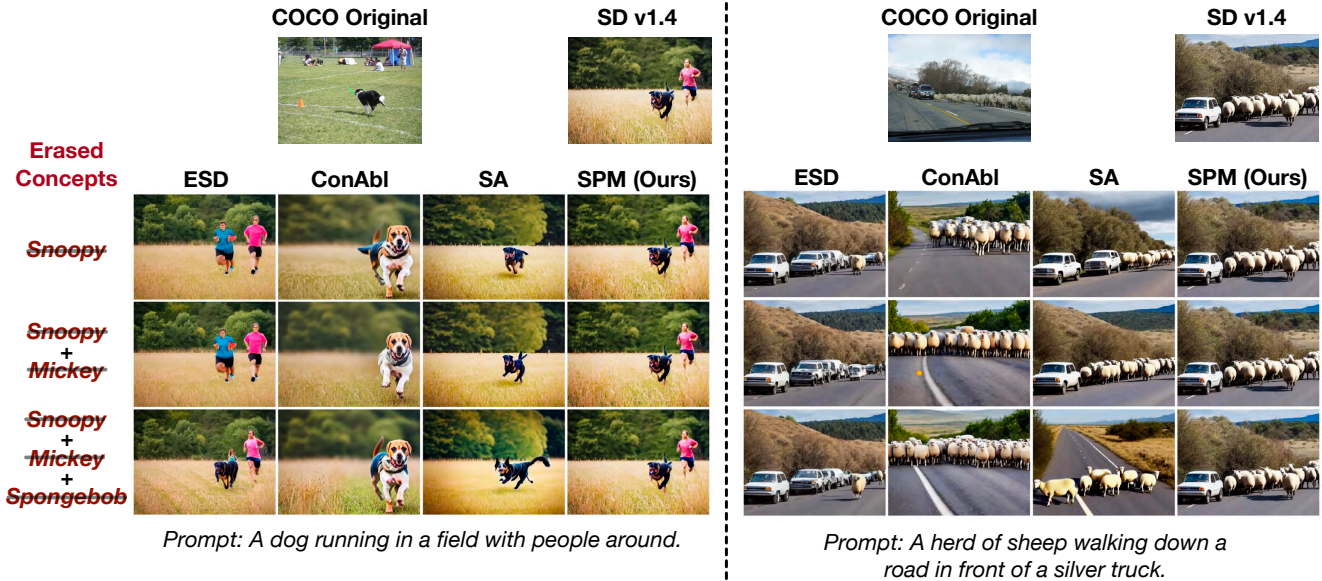 COCO Original
SD v1.4
Erased
Concepts
ESD
ConAbl
SA
SPM (Ours)
Snoopy
Snoopy
+
Mickey
Snoopy
+
Mickey
+
Spongebob
Prompt: A dog running in a field with people around.
COCO Original
SD v1.4
ESD
ConAbl
SA
SPM (Ours)
Prompt: A herd of sheep walking down a
road in front of a silver truck.